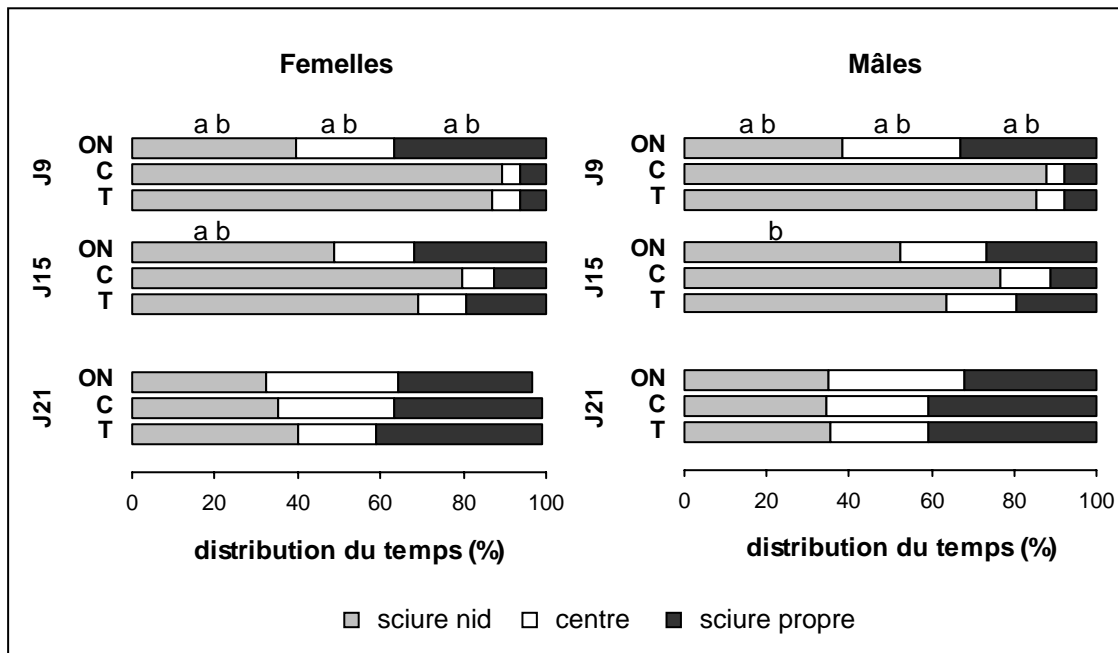 Femelles Mâles
a b a b a b a b a b a b
J9 ON J9 ON
C C
T T
a b b
J15 ON J15 ON
C C
T T
J21 ON J21 ON
C C
T T
0 20 40 60 80 100 0 20 40 60 80 100
distribution du temps (%) distribution du temps (%)
sciure nid centre sciure propre